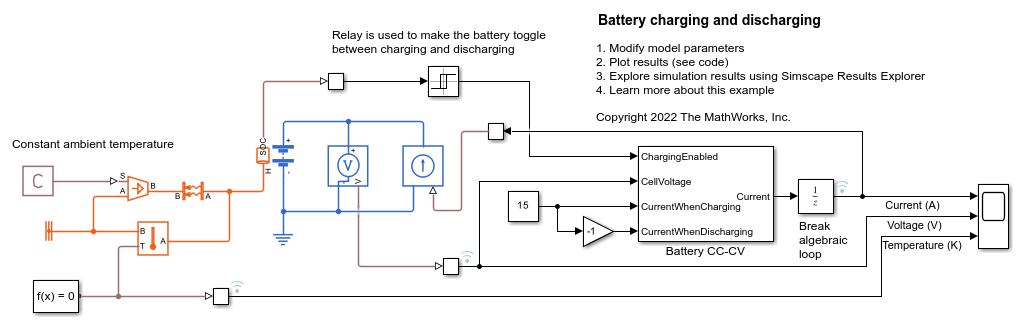 Battery charging and discharging
Relay is used to make the battery toggle
between charging and discharging
1. Modify model parameters
2. Plot results (see code)
3. Explore simulation results using Simscape Results Explorer
4. Learn more about this example
Copyright 2022 The MathWorks, Inc.
Constant ambient temperature
C
S
A
B
B
A
SOC
H
+
-
V
+
-
V
B
A
T
f(x) = 0
15
-1
ChargingEnabled
CellVoltage
CurrentWhenCharging
CurrentWhenDischarging
Current
Battery CC-CV
1
z
Break
algebraic
loop
Current (A)
Voltage (V)
Temperature (K)